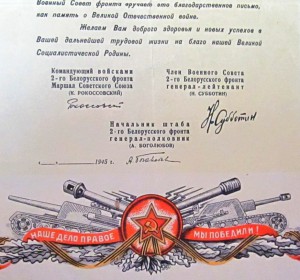 Военный Совет фронта вручает это благодарственное письмо,
как память о Великой Отечественной войне.
Желаем Вам доброго здоровья и новых успехов в
Вашей дальнейшей трудовой жизни на благо нашей Великой
Социалистической Родины.
Командующий войсками
2-го Белорусского фронта
Маршал Советского Союза
(К. РОКОССОВСКИЙ)
Член Военного Совета
2-го Белорусского фронта
генерал-лейтенант
(Н. СУББОТИН)
Начальник штаба
2-го Белорусского фронта
генерал-полковник
(А. БОГОЛЮБОВ)
1945 г.
НАШЕ ДЕЛО ПРАВОЕ
МЫ ПОБЕДИЛИ!